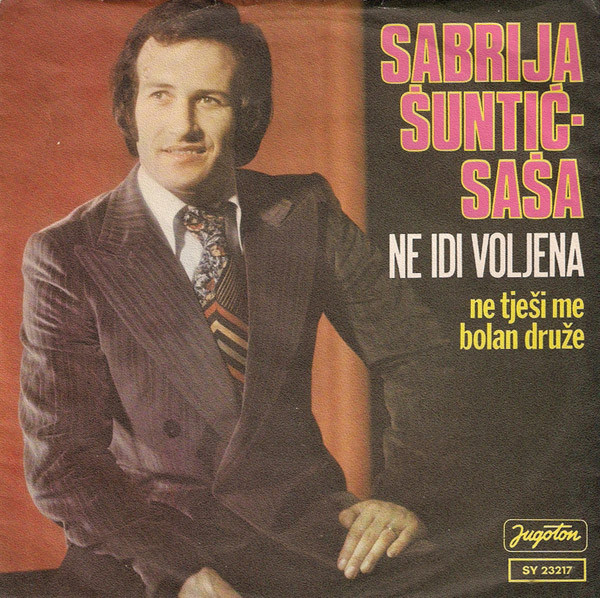 SABRIJA
ŠUNTIĆ-
SAŠA
NE IDI VOLJENA
ne tješi me
bolan druže
Jugoton
SY 23217